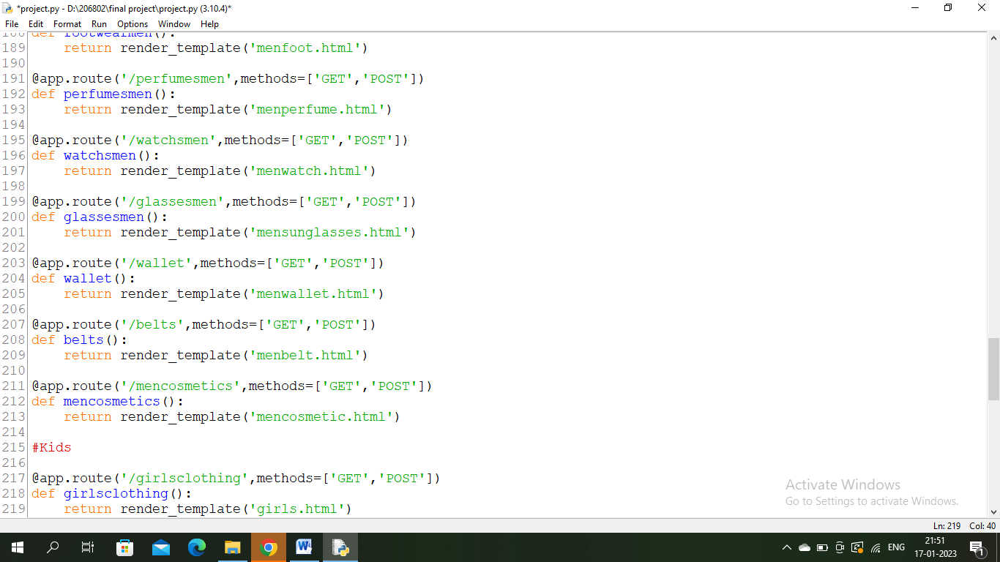 *project.py - D:\206802\final project\project.py (3.10.4)*
File Edit Format Run Options Window Help
188 def footwearmen():
189     return render_template('menfoot.html')
190
191 @app.route('/perfumesmen',methods=['GET','POST'])
192 def perfumesmen():
193     return render_template('menperfume.html')
194
195 @app.route('/watchsmen',methods=['GET','POST'])
196 def watchsmen():
197     return render_template('menwatch.html')
198
199 @app.route('/glassesmen',methods=['GET','POST'])
200 def glassesmen():
201     return render_template('mensunglasses.html')
202
203 @app.route('/wallet',methods=['GET','POST'])
204 def wallet():
205     return render_template('menwallet.html')
206
207 @app.route('/belts',methods=['GET','POST'])
208 def belts():
209     return render_template('menbelt.html')
210
211 @app.route('/mencosmetics',methods=['GET','POST'])
212 def mencosmetics():
213     return render_template('mencosmetic.html')
214
215 #Kids
216
217 @app.route('/girlsclothing',methods=['GET','POST'])
218 def girlsclothing():
219     return render_template('girls.html')
Activate Windows
Go to Settings to activate Windows.
Ln: 219 Col: 40
ENG
21:51
17-01-2023
1